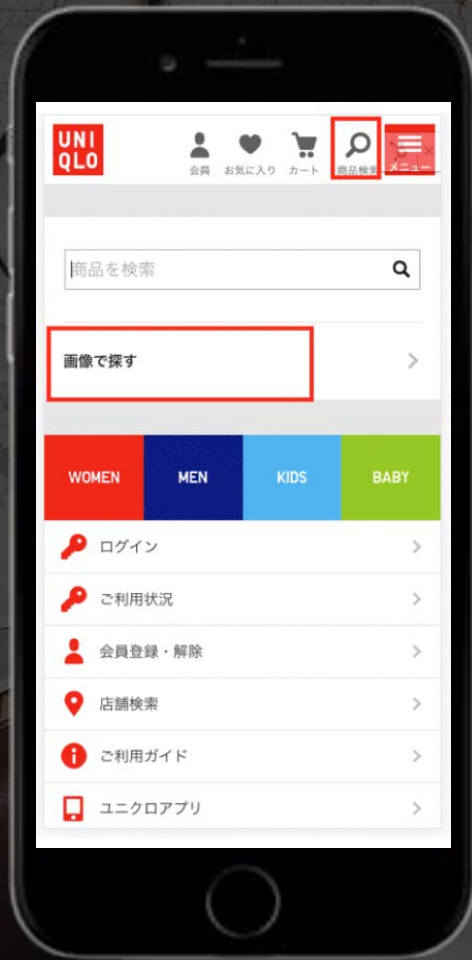 UNI
QLO
会員 お気に入り カート 商品検索 メニュー
商品を検索
画像で探す
WOMEN MEN KIDS BABY
ログイン
ご利用状況
会員登録・解除
店舗検索
ご利用ガイド
ユニクロアプリ